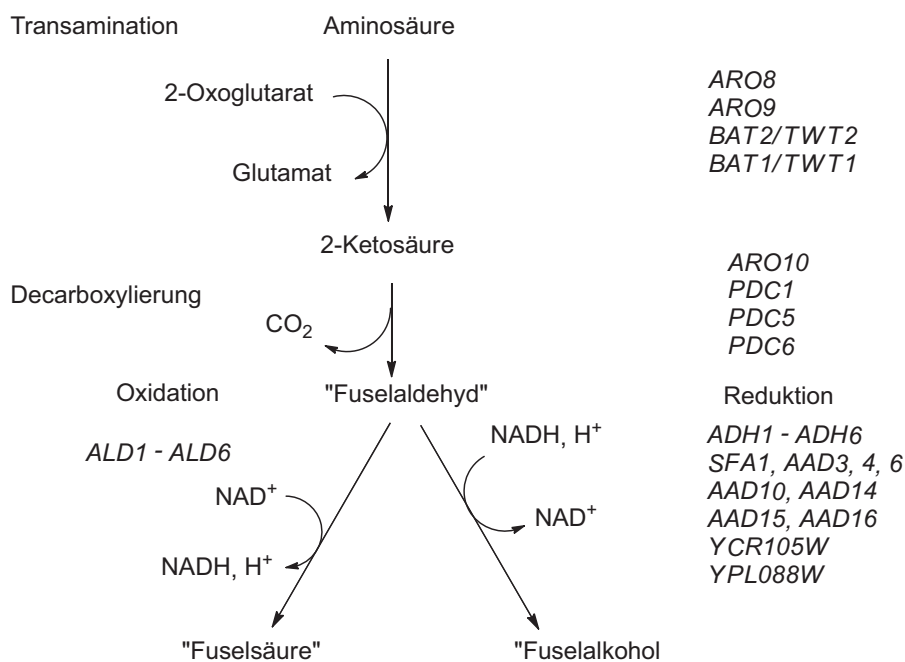 Transamination
Aminosäure
2-Oxoglutarat
Glutamat
ARO8
ARO9
BAT2/TWT2
BAT1/TWT1
2-Ketosäure
Decarboxylierung
CO2
ARO10
PDC1
PDC5
PDC6
Oxidation
"Fuselaldehyd"
Reduktion
ALD1 - ALD6
NAD+
NADH, H+
NADH, H+
NAD+
ADH1 - ADH6
SFA1, AAD3, 4, 6
AAD10, AAD14
AAD15, AAD16
YCR105W
YPL088W
"Fuselsäure"
"Fuselalkohol